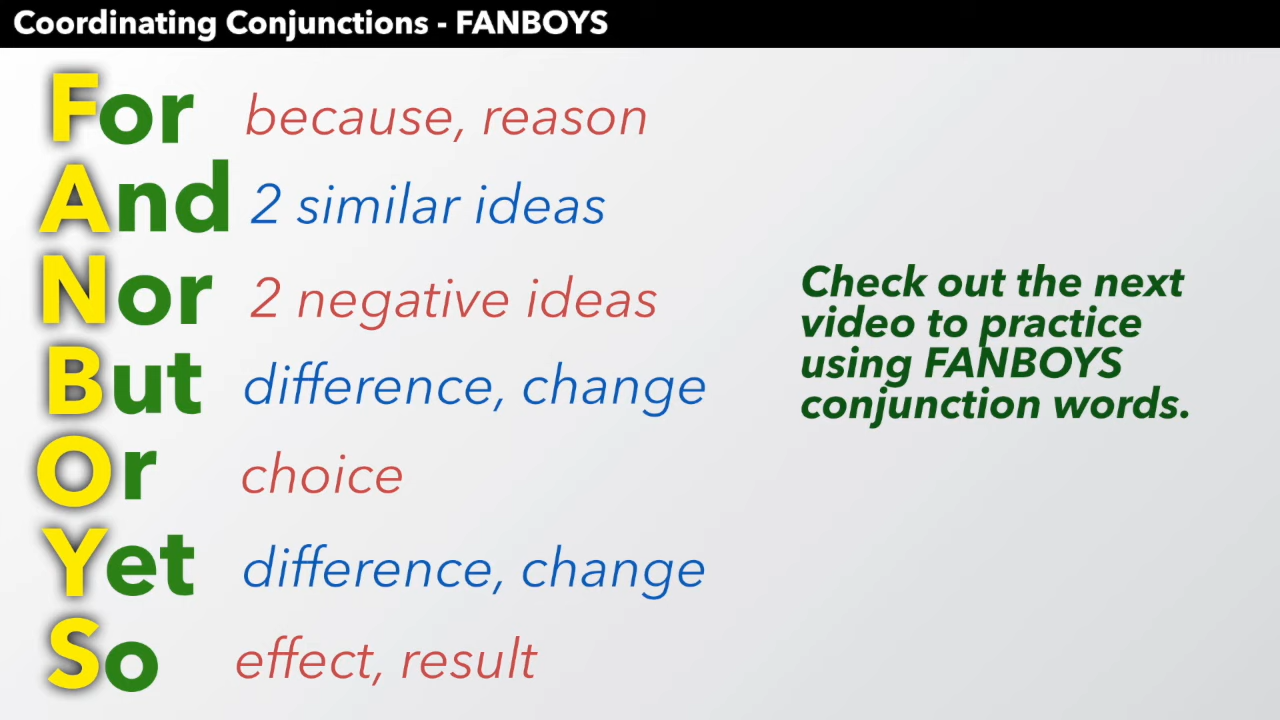 Coordinating Conjunctions - FANBOYS
For because, reason
And 2 similar ideas
Nor 2 negative ideas
But difference, change
Or choice
Yet difference, change
So effect, result
Check out the next
video to practice
using FANBOYS
conjunction words.